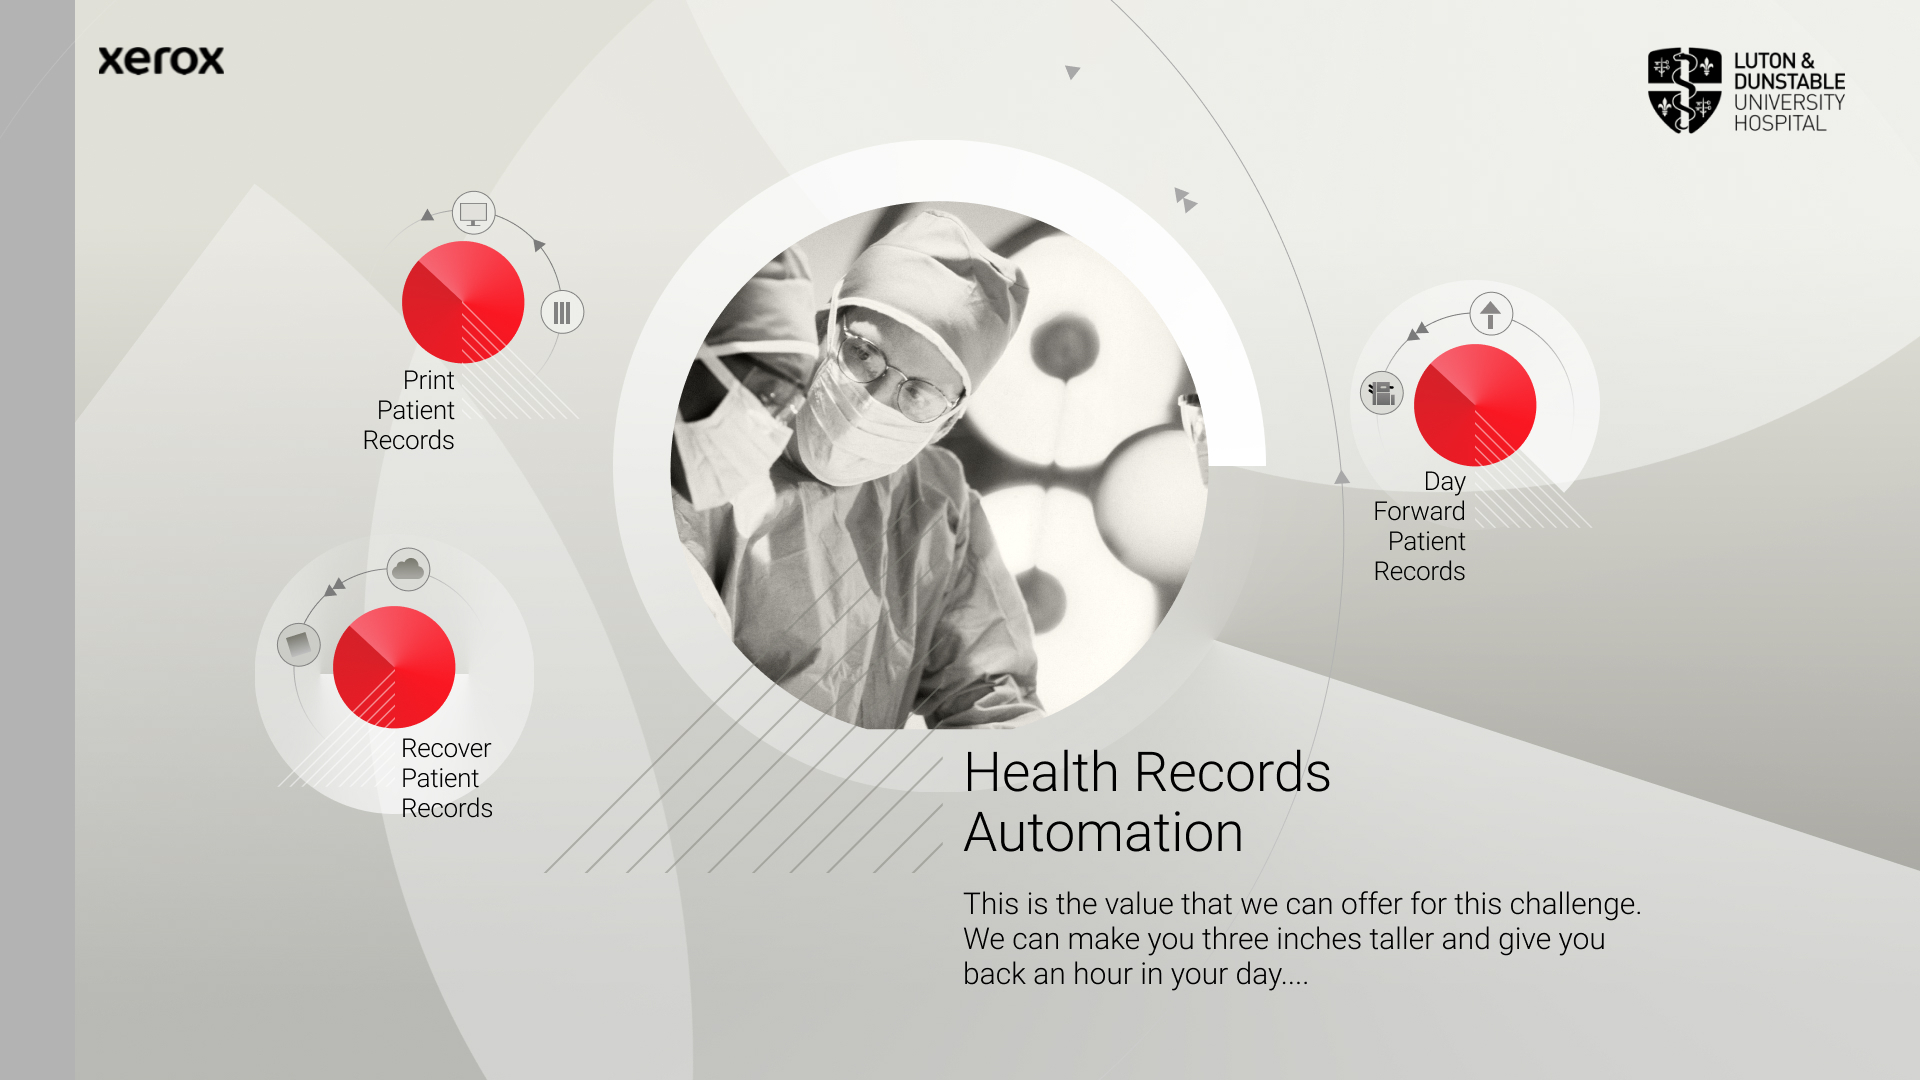 xerox
LUTON &
DUNSTABLE
UNIVERSITY
HOSPITAL
Print
Patient
Records
Day
Forward
Patient
Records
Recover
Patient
Records
Health Records
Automation
This is the value that we can offer for this challenge.
We can make you three inches taller and give you
back an hour in your day....